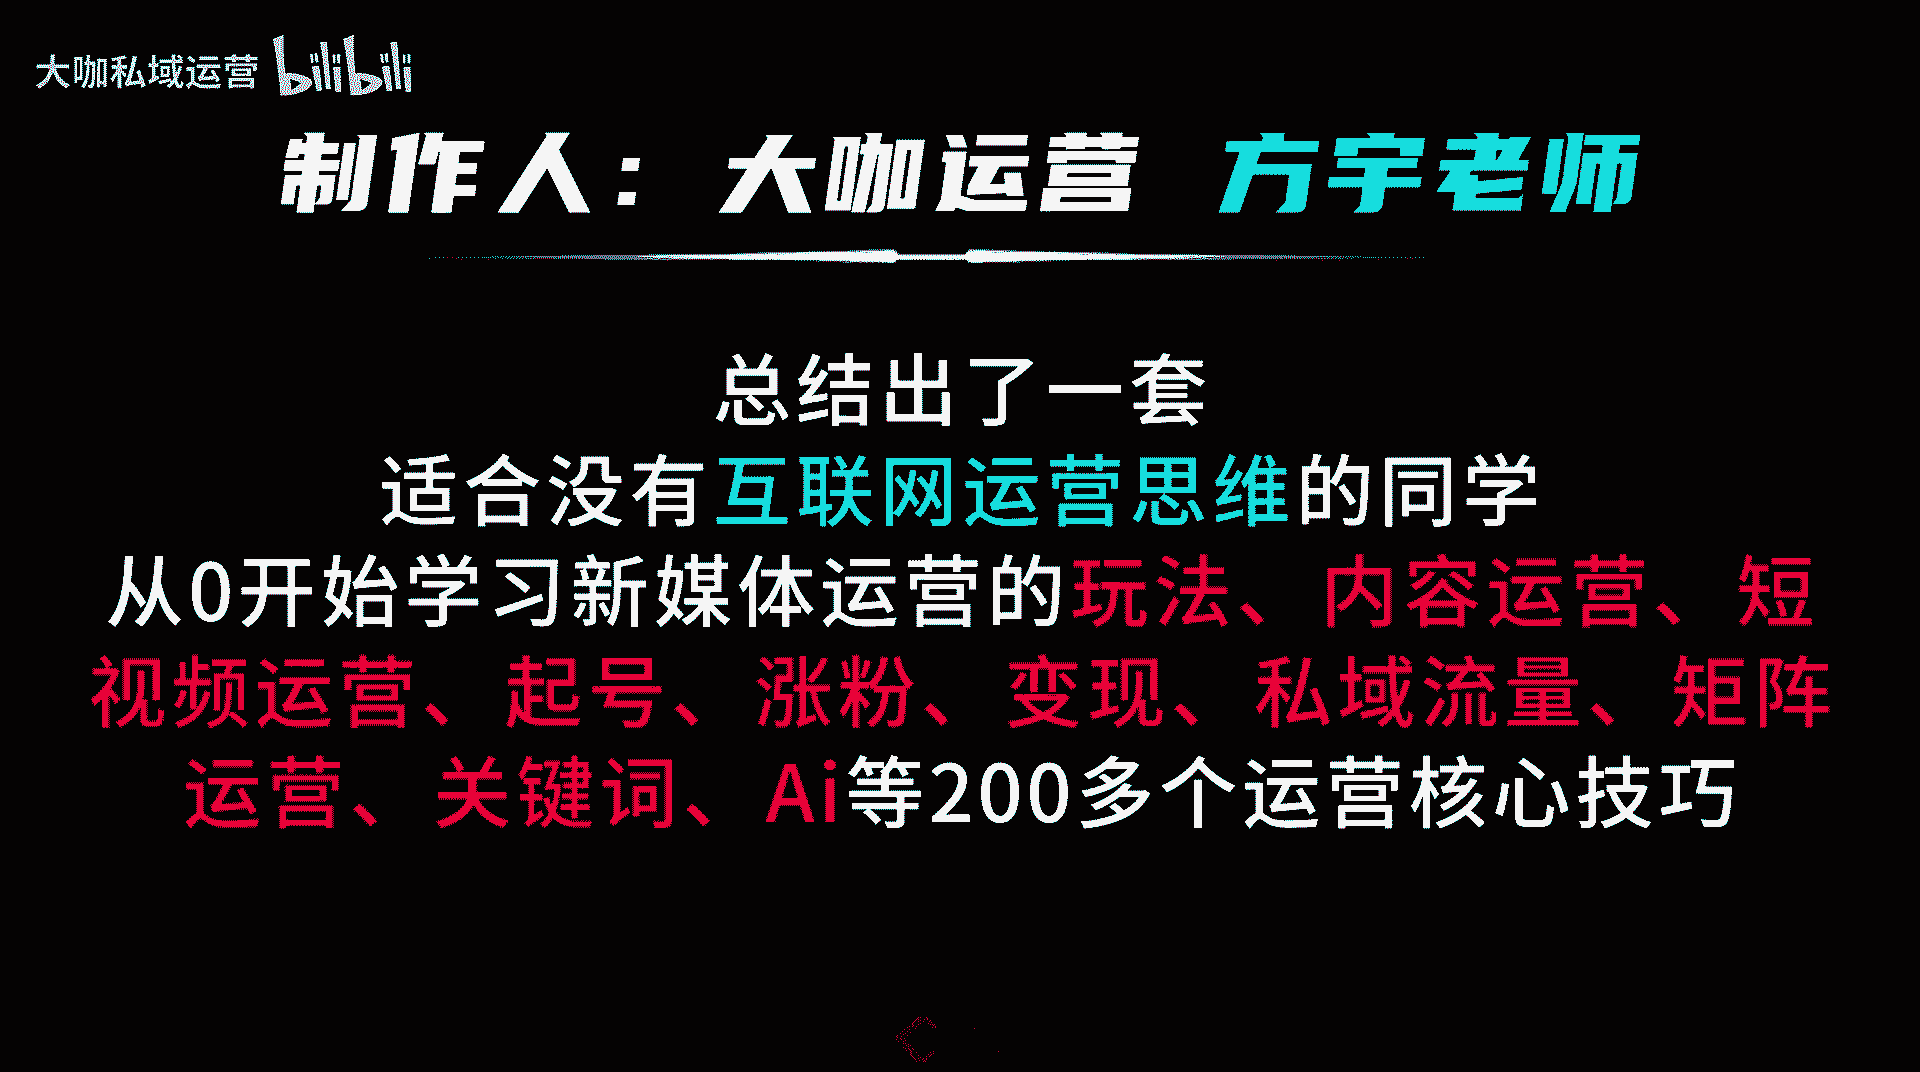 大咖私域运营 bilibili
制作人：大咖运营 方宇老师
总结出了一套
适合没有互联网运营思维的同学
从0开始学习新媒体运营的玩法、内容运营、短
视频运营、起号、涨粉、变现、私域流量、矩阵
运营、关键词、Ai等200多个运营核心技巧